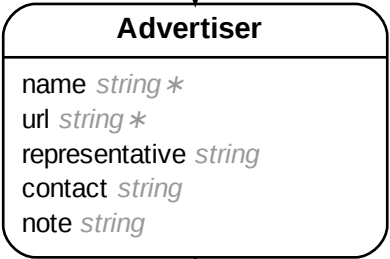 Advertiser
name string *
url string *
representative string
contact string
note string